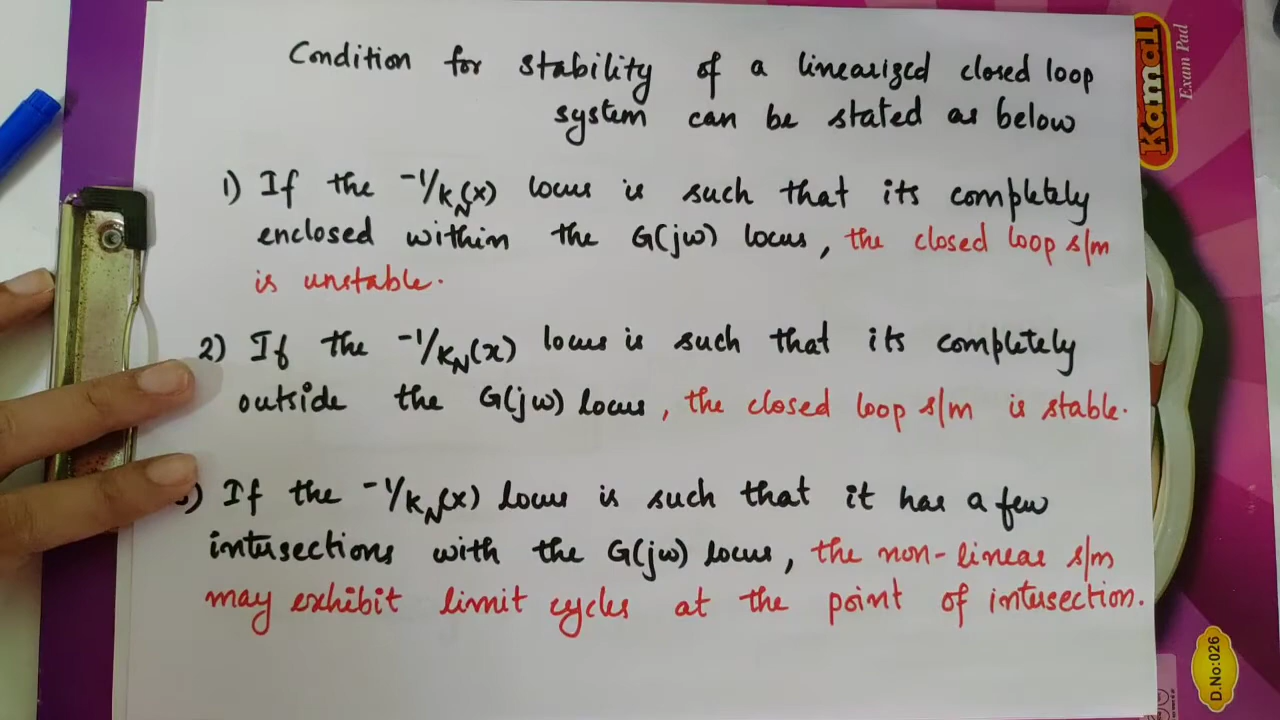 Condition for stability of a linearized closed loop
system can be stated as below
1) If the -1/KN(x) locus is such that its completely
enclosed within the G(jω) locus, the closed loop s/m
is unstable.
2) If the -1/KN(x) locus is such that its completely
outside the G(jω) locus, the closed loop s/m is stable.
) If the -1/KN(x) locus is such that it has a few
intersections with the G(jω) locus, the non-linear s/m
may exhibit limit cycles at the point of intersection.
Kamal
Exam Pad
D.No:026